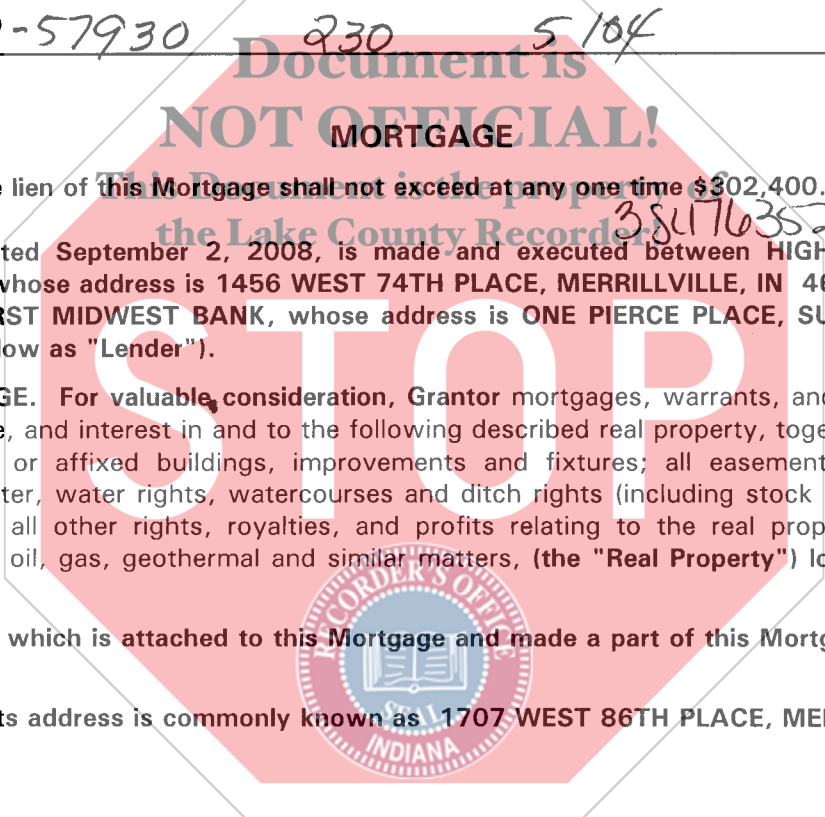 -57930 230 5 104
Document is
NOT OFFICIAL!
MORTGAGE
lien of this Mortgage shall not exceed at any one time $302,400.
This Document is the property of
the Lake County Recorder!
ted September 2, 2008, is made and executed between HIGH
whose address is 1456 WEST 74TH PLACE, MERRILLVILLE, IN 46
RST MIDWEST BANK, whose address is ONE PIERCE PLACE, SU
low as "Lender").
GE. For valuable consideration, Grantor mortgages, warrants, and
, and interest in and to the following described real property, toge
or affixed buildings, improvements and fixtures; all easement
ter, water rights, watercourses and ditch rights (including stock
all other rights, royalties, and profits relating to the real prop
oil, gas, geothermal and similar matters, (the "Real Property") lo
which is attached to this Mortgage and made a part of this Mortg
ts address is commonly known as 1707 WEST 86TH PLACE, MER
STOP
RECORDER'S OFFICE
SEAL
INDIANA